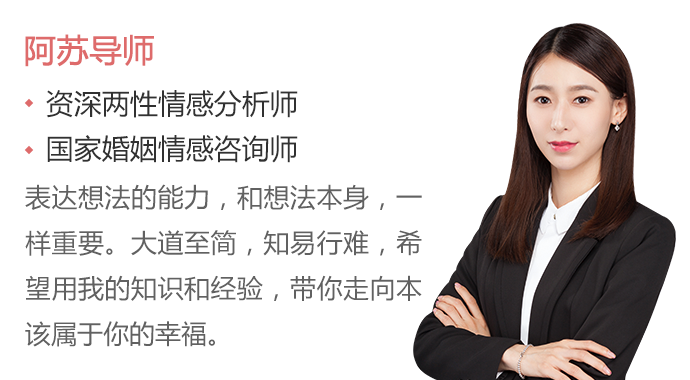 阿苏导师
资深两性情感分析师
国家婚姻情感咨询师
表达想法的能力，和想法本身，一
样重要。大道至简，知易行难，希
望用我的知识和经验，带你走向本
该属于你的幸福。